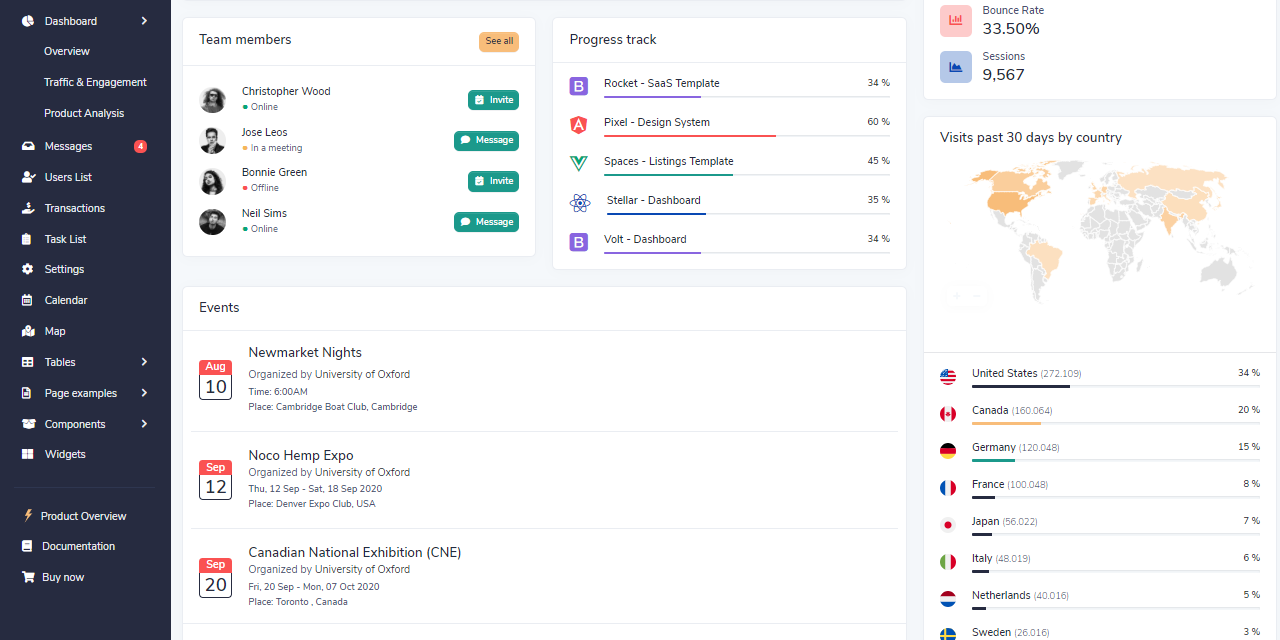 Dashboard
Overview
Traffic & Engagement
Product Analysis
Messages 4
Users List
Transactions
Task List
Settings
Calendar
Map
Tables
Page examples
Components
Widgets
Product Overview
Documentation
Buy now
Team members
See all
Christopher Wood
Online
Invite
Jose Leos
In a meeting
Message
Bonnie Green
Offline
Invite
Neil Sims
Online
Message
Progress track
B
Rocket - SaaS Template 34 %
Pixel - Design System 60 %
Spaces - Listings Template 45 %
Stellar - Dashboard 35 %
B
Volt - Dashboard 34 %
Events
Aug
10
Newmarket Nights
Organized by University of Oxford
Time: 6:00AM
Place: Cambridge Boat Club, Cambridge
Sep
12
Noco Hemp Expo
Organized by University of Oxford
Thu, 12 Sep - Sat, 18 Sep 2020
Place: Denver Expo Club, USA
Sep
20
Canadian National Exhibition (CNE)
Organized by University of Oxford
Fri, 20 Sep - Mon, 07 Oct 2020
Place: Toronto , Canada
Bounce Rate
33.50%
Sessions
9,567
Visits past 30 days by country
United States (272.109) 34 %
Canada (160.064) 20 %
Germany (120.048) 15 %
France (100.048) 8 %
Japan (56.022) 7 %
Italy (48.019) 6 %
Netherlands (40.016) 5 %
Sweden (26.016) 3 %